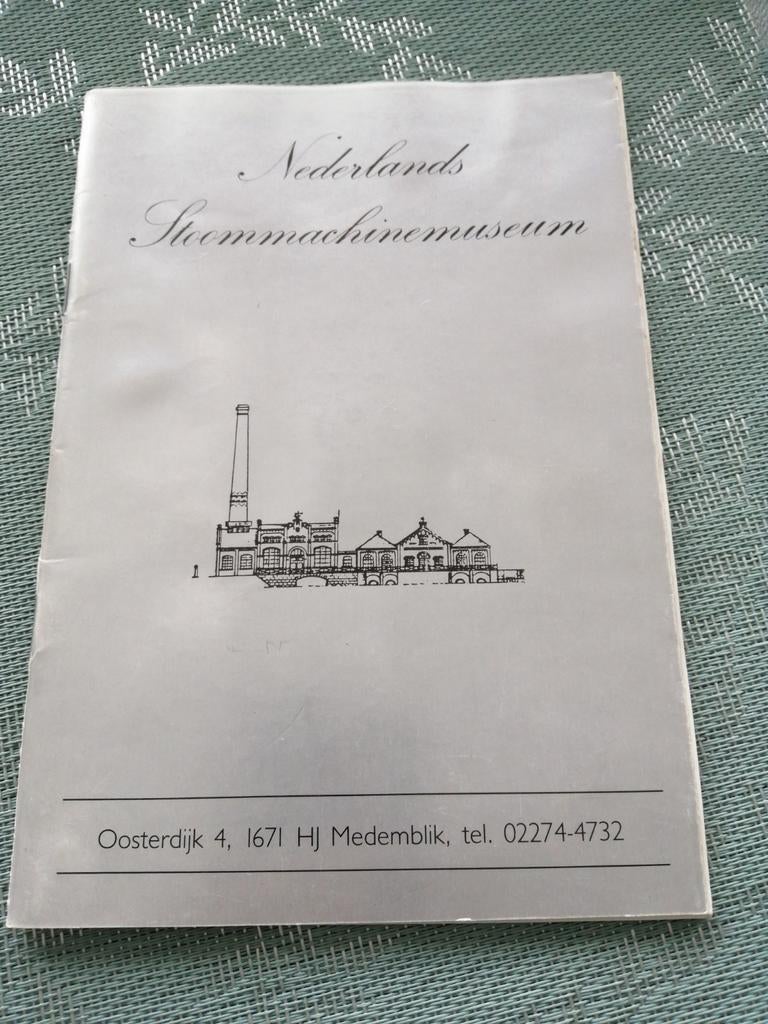 Nederlands
Stoommachinemuseum
Oosterdijk 4, 1671 HJ Medemblik, tel. 02274-4732